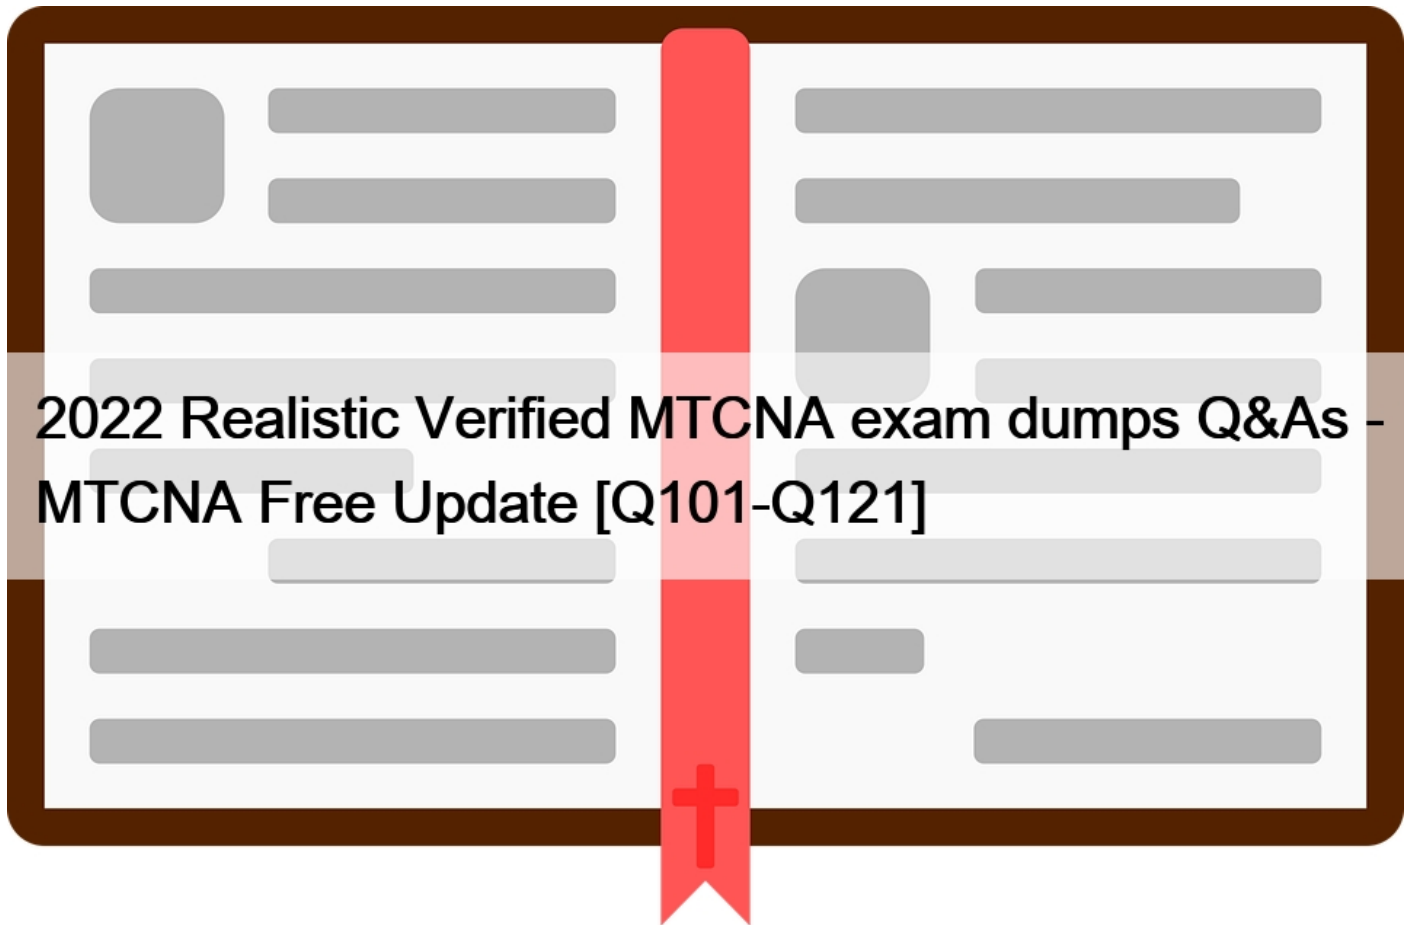 2022 Realistic Verified MTCNA exam dumps Q&As -
MTCNA Free Update [Q101-Q121]